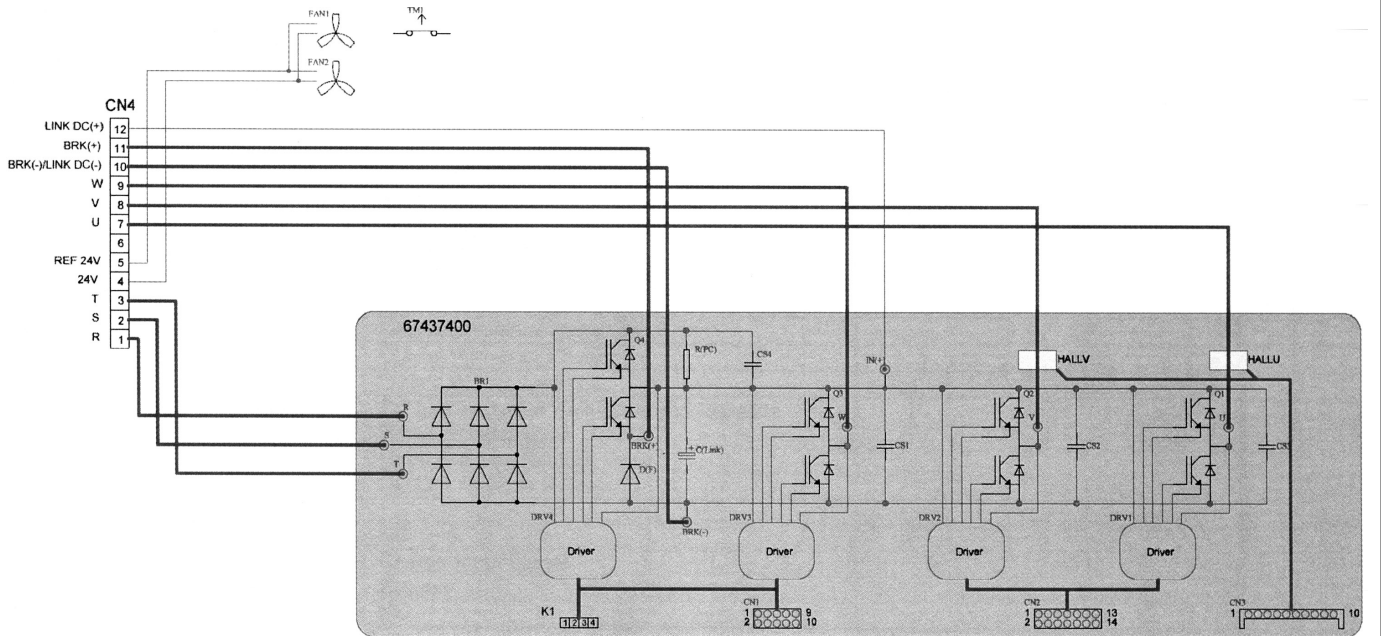 FAN1
TM1
FAN2
CN4
LINK DC(+) 12
BRK(+) 11
BRK(-)/LINK DC(-) 10
W 9
V 8
U 7
6
REF 24V 5
24V 4
T 3
S 2
R 1
67437400
Q4
R(PC)
CS4
IN(+)
HALLV
HALLU
BR1
R
S
T
BRK(+)
C(Link)
D(F)
BRK(-)
Q3
W
CS1
Q2
V
CS2
Q1
U
DRV4
Driver
DRV3
Driver
DRV2
Driver
DRV1
Driver
K1
1 2 3 4
CN1
1 9
2 10
CN2
1 13
2 14
CN3
1 10